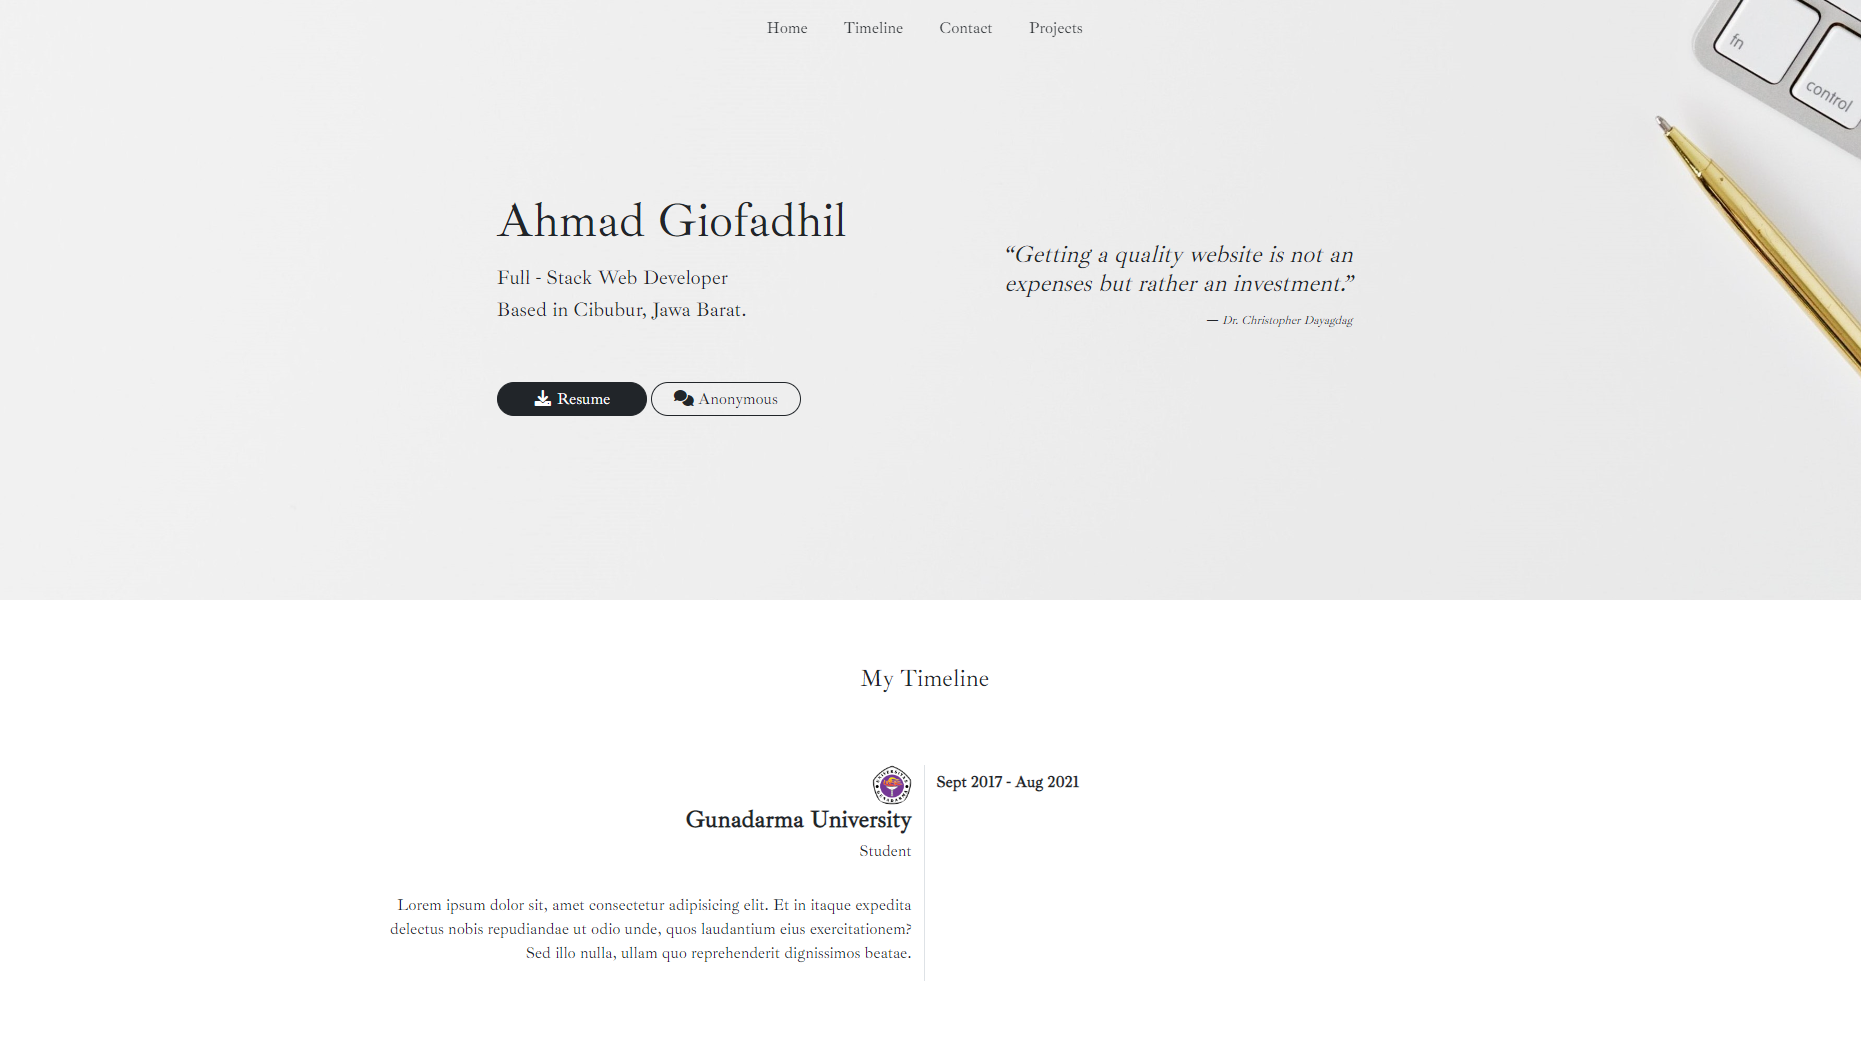 Home Timeline Contact Projects
fn
control
Ahmad Giofadhil
Full - Stack Web Developer
Based in Cibubur, Jawa Barat.
“Getting a quality website is not an
expenses but rather an investment.”
— Dr. Christopher Dayagdag
Resume Anonymous
My Timeline
UNIVERSITAS GUNADARMA
Sept 2017 - Aug 2021
Gunadarma University
Student
Lorem ipsum dolor sit, amet consectetur adipisicing elit. Et in itaque expedita
delectus nobis repudiandae ut odio unde, quos laudantium eius exercitationem?
Sed illo nulla, ullam quo reprehenderit dignissimos beatae.